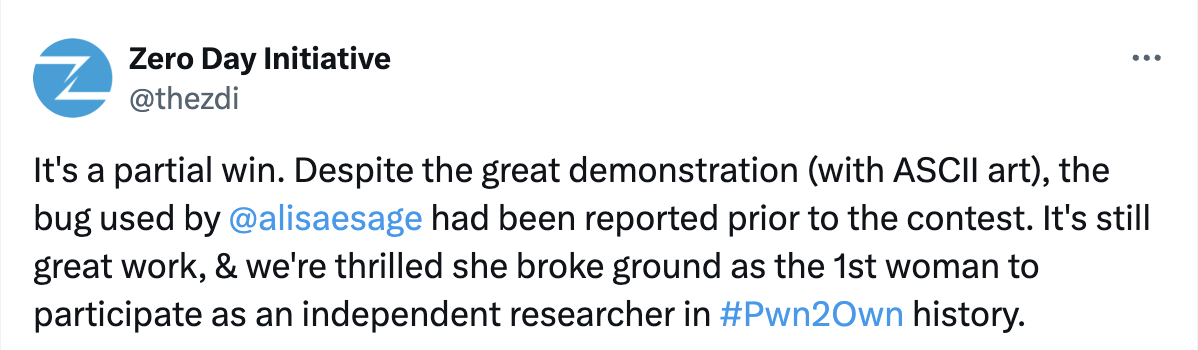 Zero Day Initiative
@thezdi
It's a partial win. Despite the great demonstration (with ASCII art), the
bug used by @alisaesage had been reported prior to the contest. It's still
great work, & we're thrilled she broke ground as the 1st woman to
participate as an independent researcher in #Pwn2Own history.